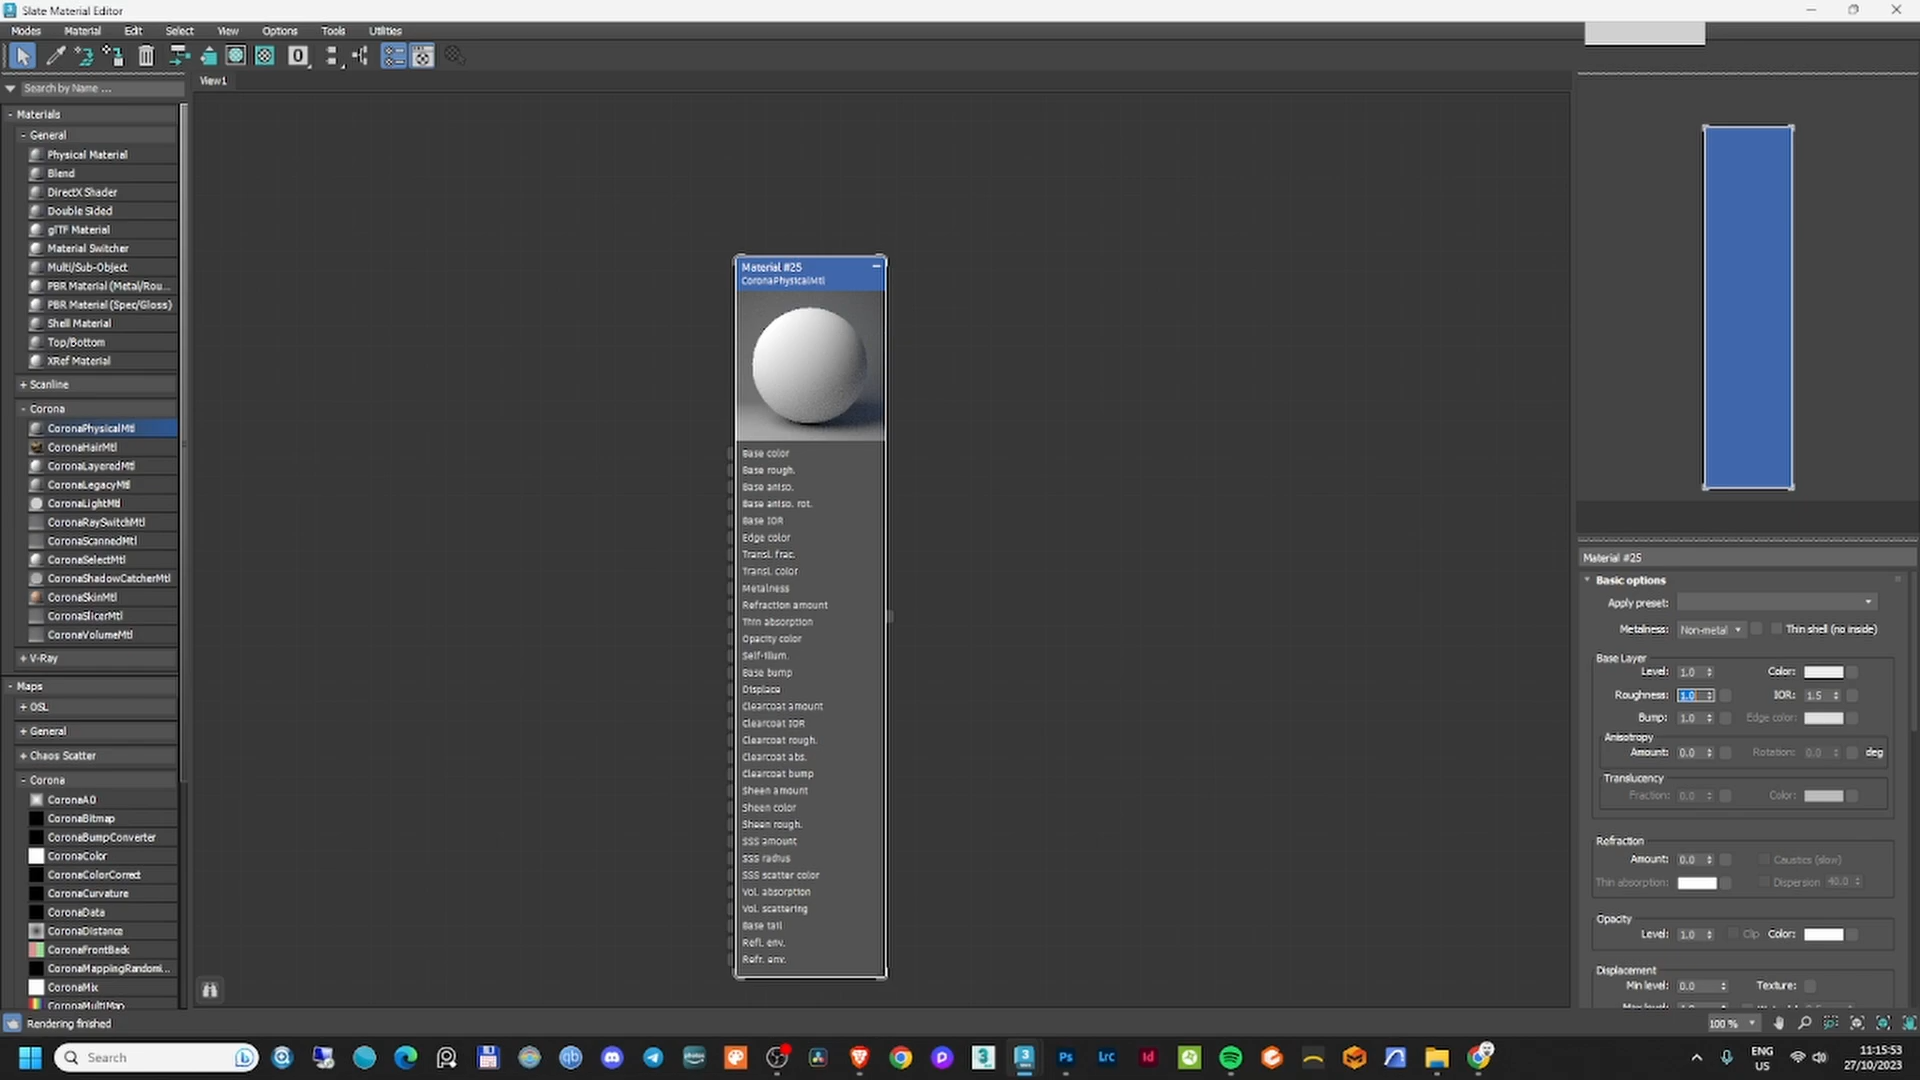 Slate Material Editor
Modes Material Edit Select View Options Tools Utilities
0
Search by Name ...
View1
- Materials
- General
Physical Material
Blend
DirectX Shader
Double Sided
glTF Material
Material Switcher
Multi/Sub-Object
PBR Material (Metal/Rou...
PBR Material (Spec/Gloss)
Shell Material
Top/Bottom
XRef Material
+ Scanline
- Corona
CoronaPhysicalMtl
CoronaHairMtl
CoronaLayeredMtl
CoronaLegacyMtl
CoronaLightMtl
CoronaRaySwitchMtl
CoronaScannedMtl
CoronaSelectMtl
CoronaShadowCatcherMtl
CoronaSkinMtl
CoronaSlicerMtl
CoronaVolumeMtl
+ V-Ray
- Maps
+ OSL
+ General
+ Chaos Scatter
- Corona
CoronaAO
CoronaBitmap
CoronaBumpConverter
CoronaColor
CoronaColorCorrect
CoronaCurvature
CoronaData
CoronaDistance
CoronaFrontBack
CoronaMappingRandomi...
CoronaMix
CoronaMultiMap
Material #25
CoronaPhysicalMtl
Base color
Base rough.
Base aniso.
Base aniso. rot.
Base IOR
Edge color
Transl. frac.
Transl. color
Metalness
Refraction amount
Thin absorption
Opacity color
Self-illum.
Base bump
Displace
Clearcoat amount
Clearcoat IOR
Clearcoat rough.
Clearcoat abs.
Clearcoat bump
Sheen amount
Sheen color
Sheen rough.
SSS amount
SSS radius
SSS scatter color
Vol. absorption
Vol. scattering
Base tail
Refl. env.
Refr. env.
Material #25
Basic options
Apply preset:
Metalness: Non-metal Thin shell (no inside)
Base Layer
Level: 1.0 Color:
Roughness: 1.0 IOR: 1.5
Bump: 1.0 Edge color:
Anisotropy
Amount: 0.0 Rotation: 0.0 deg
Translucency
Fraction: 0.0 Color:
Refraction
Amount: 0.0 Caustics (slow)
Thin absorption: Dispersion 40.0
Opacity
Level: 1.0 Clip Color:
Displacement
Min level: 0.0 Texture:
Rendering finished
100 %
Search
ENG
US
11:15:53
27/10/2023